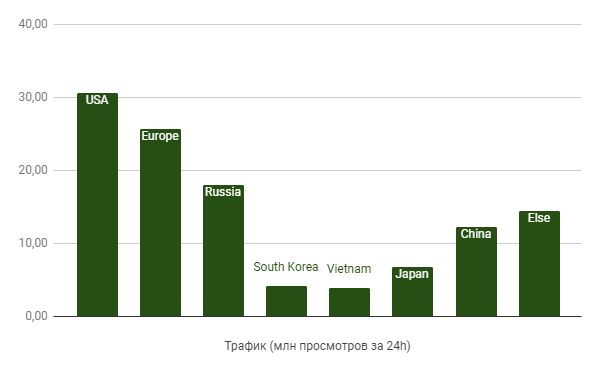 40,00
30,00
20,00
10,00
0,00
USA
Europe
Russia
South Korea
Vietnam
Japan
China
Else
Трафик (млн просмотров за 24h)